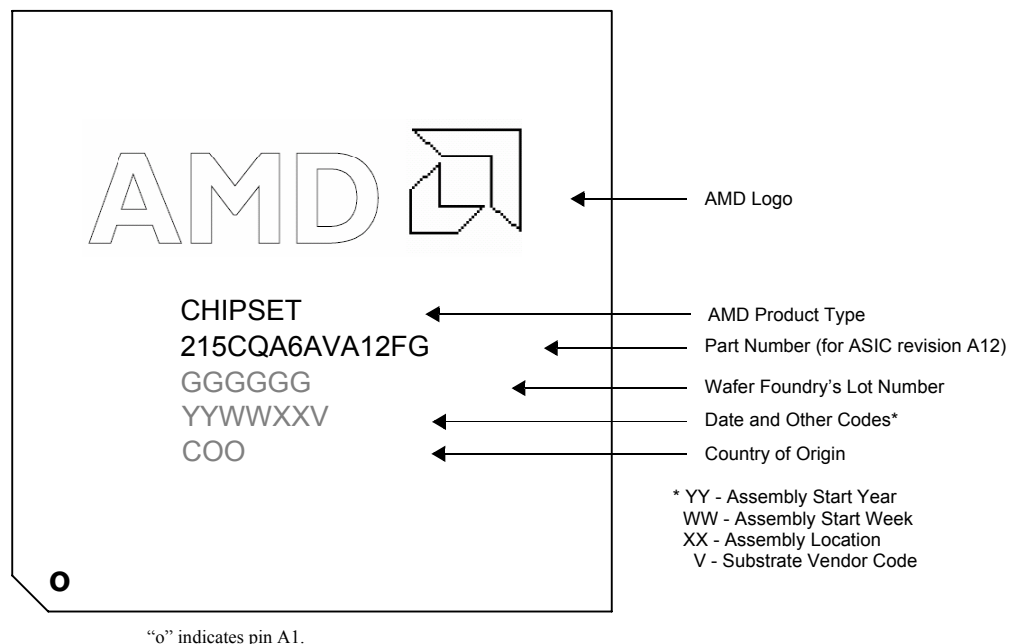 AMD
AMD Logo
CHIPSET
AMD Product Type
215CQA6AVA12FG
Part Number (for ASIC revision A12)
GGGGGG
Wafer Foundry's Lot Number
YYWWXXV
Date and Other Codes*
COO
Country of Origin
* YY - Assembly Start Year
WW - Assembly Start Week
XX - Assembly Location
V - Substrate Vendor Code
o
“o” indicates pin A1.